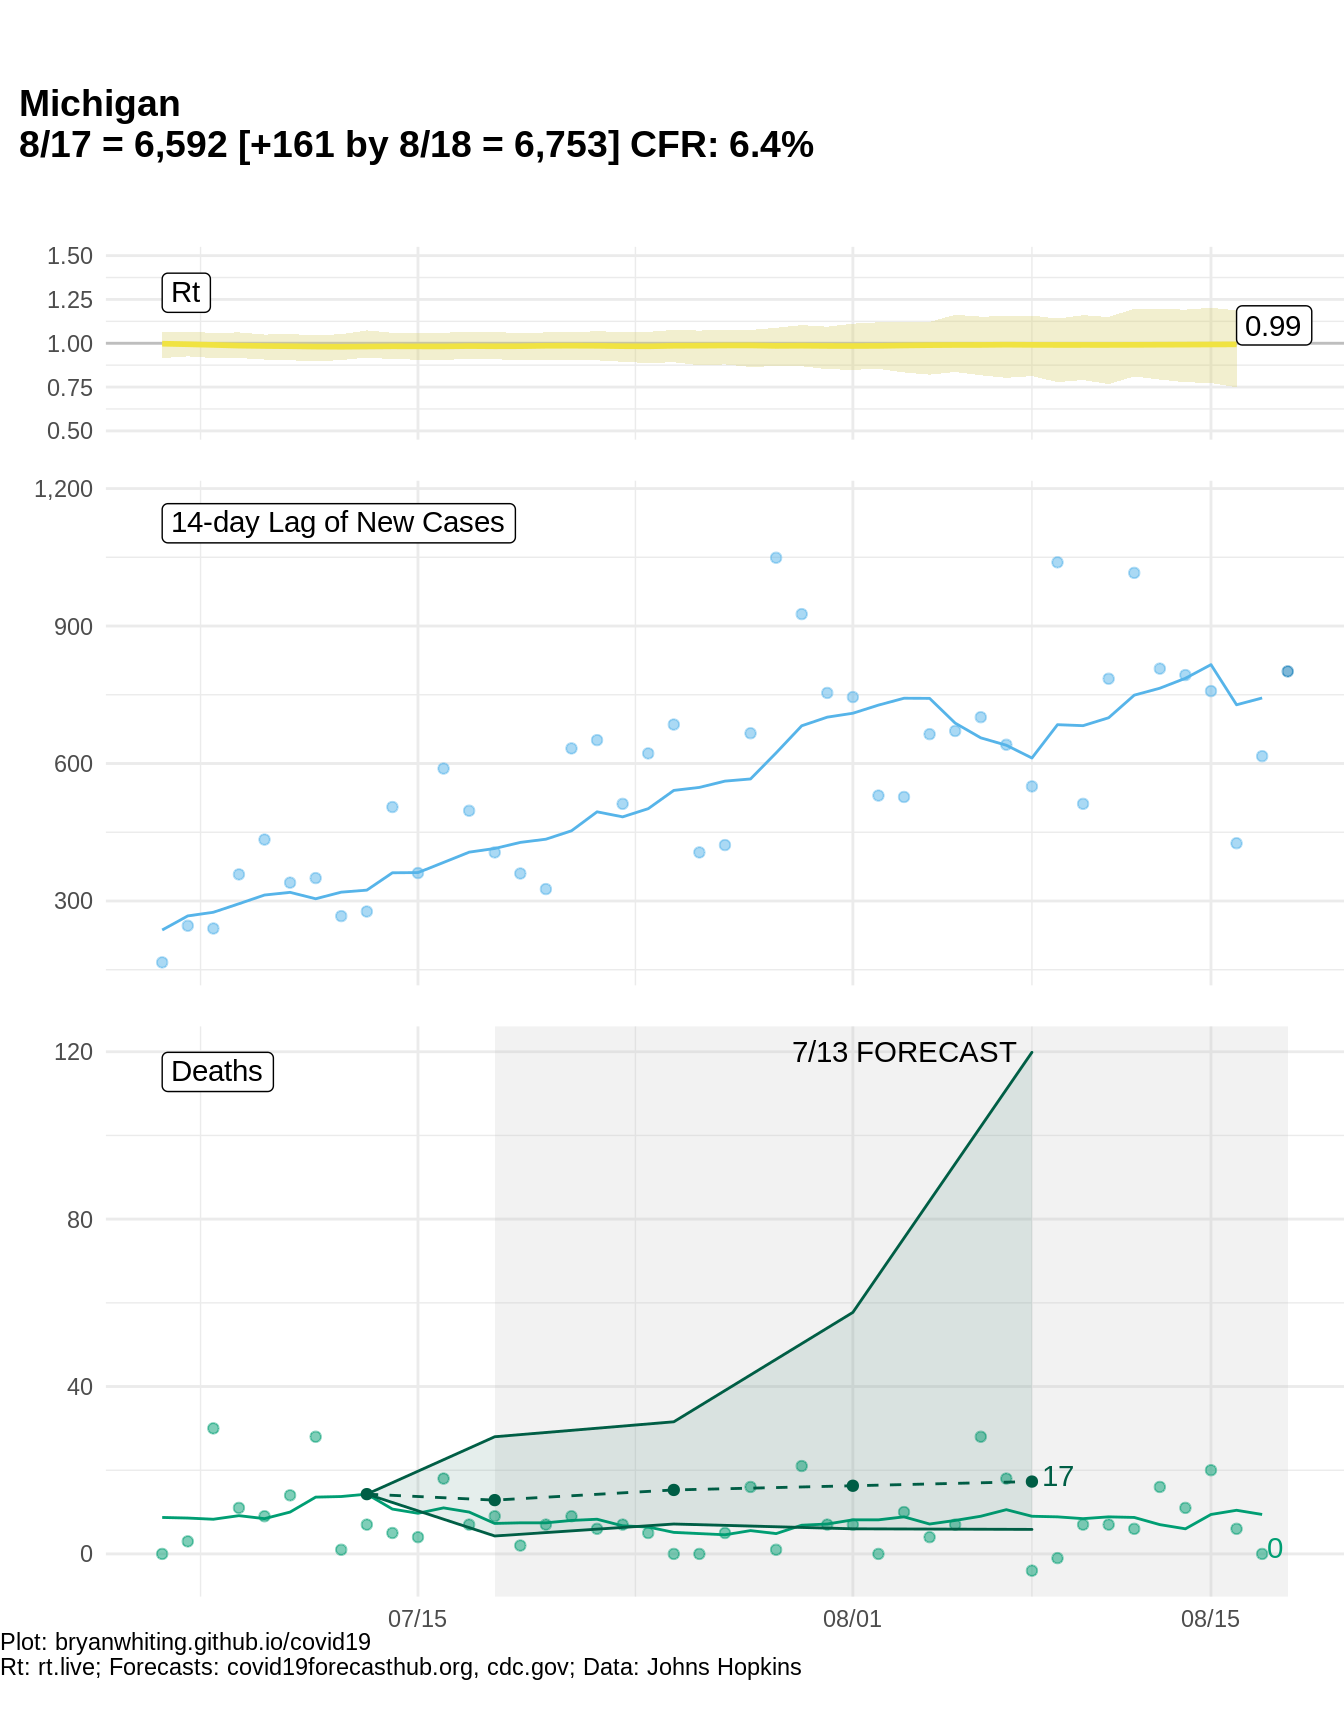 Michigan
8/17 = 6,592 [+161 by 8/18 = 6,753] CFR: 6.4%
1.50
Rt
1.25
0.99
1.00
0.75
0.50
1,200
14-day Lag of New Cases
900
600
300
7/13 FORECAST
120
Deaths
80
40
17
0
0
07/15
08/01
08/15
Plot: bryanwhiting.github.io/covid19
Rt: rt.live; Forecasts: covid19forecasthub.org, cdc.gov; Data: Johns Hopkins